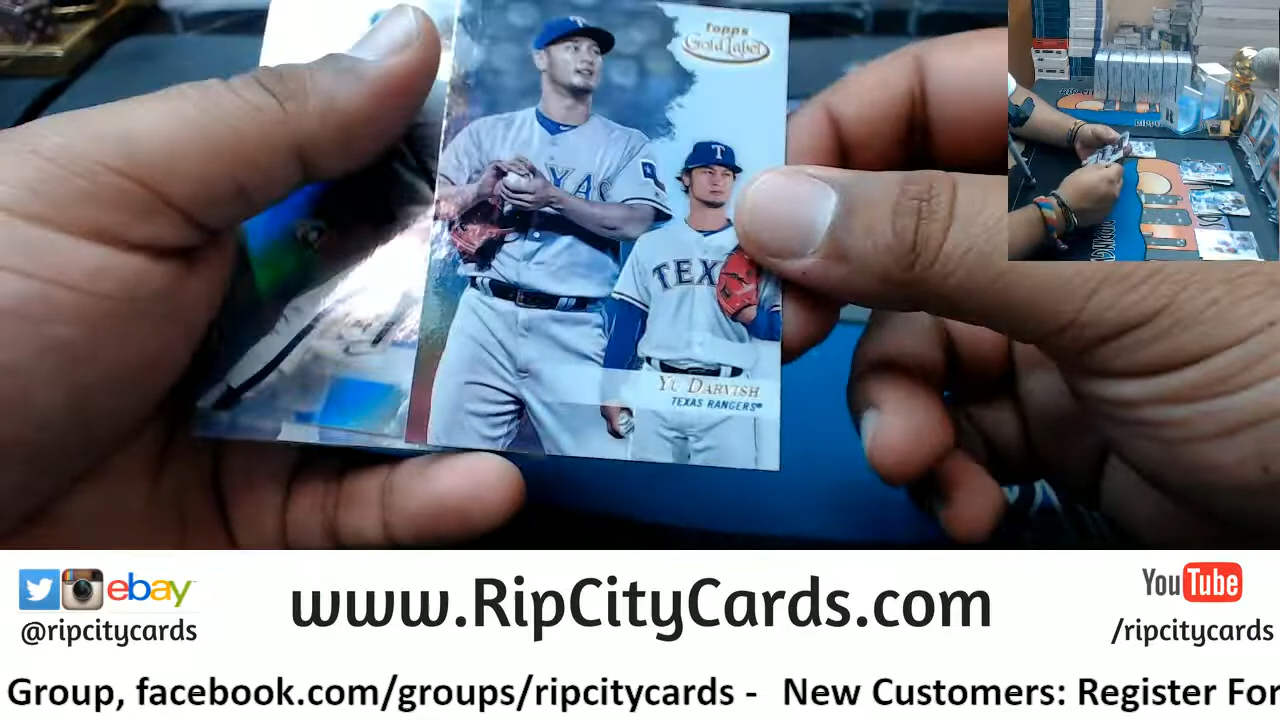 topps
Gold Label
T
TEXAS
T
TEX
YU DARVISH
TEXAS RANGERS®
ebay
@ripcitycards
www.RipCityCards.com
YouTube
/ripcitycards
Group, facebook.com/groups/ripcitycards - New Customers: Register For